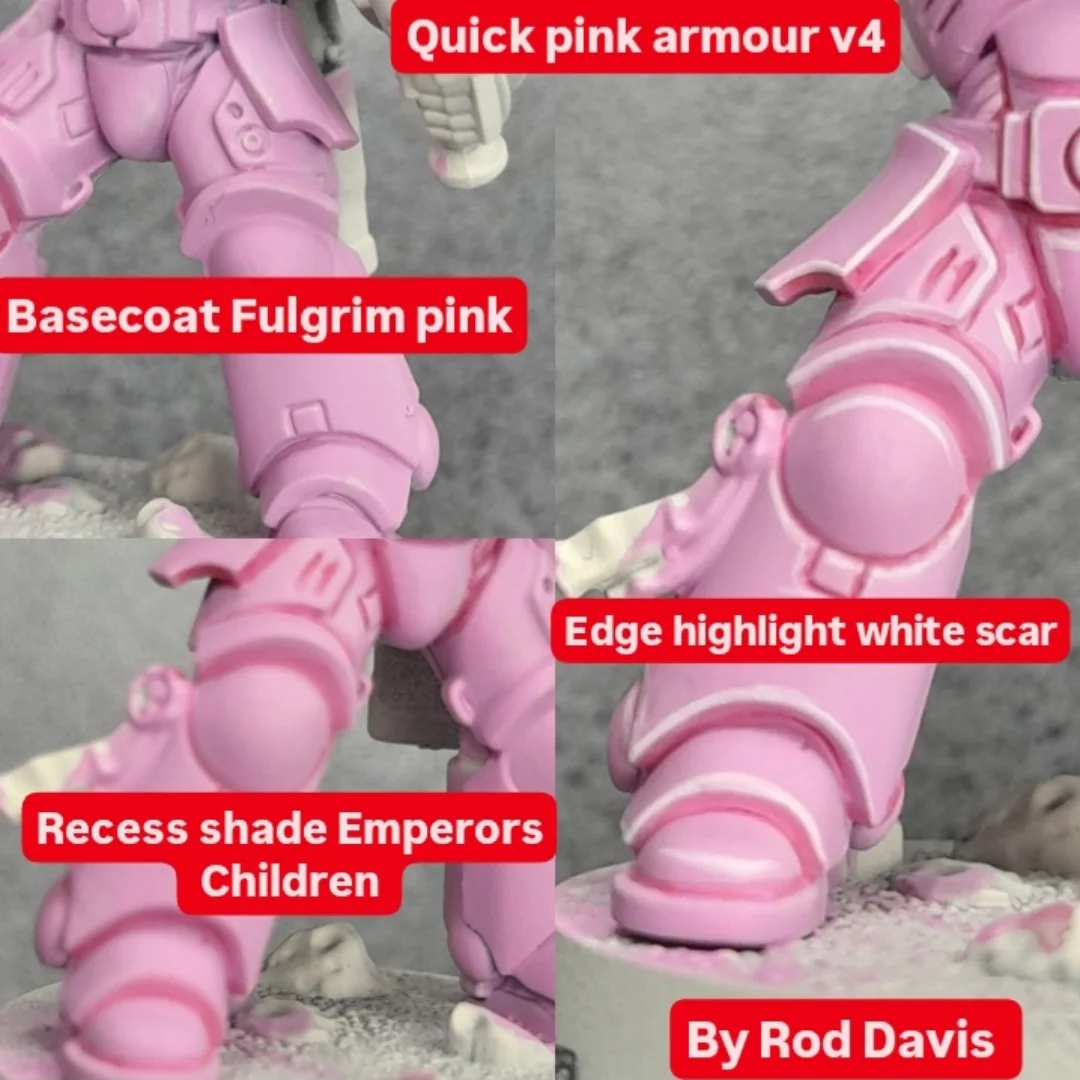 Quick pink armour v4
Basecoat Fulgrim pink
Edge highlight white scar
Recess shade Emperors
Children
By Rod Davis